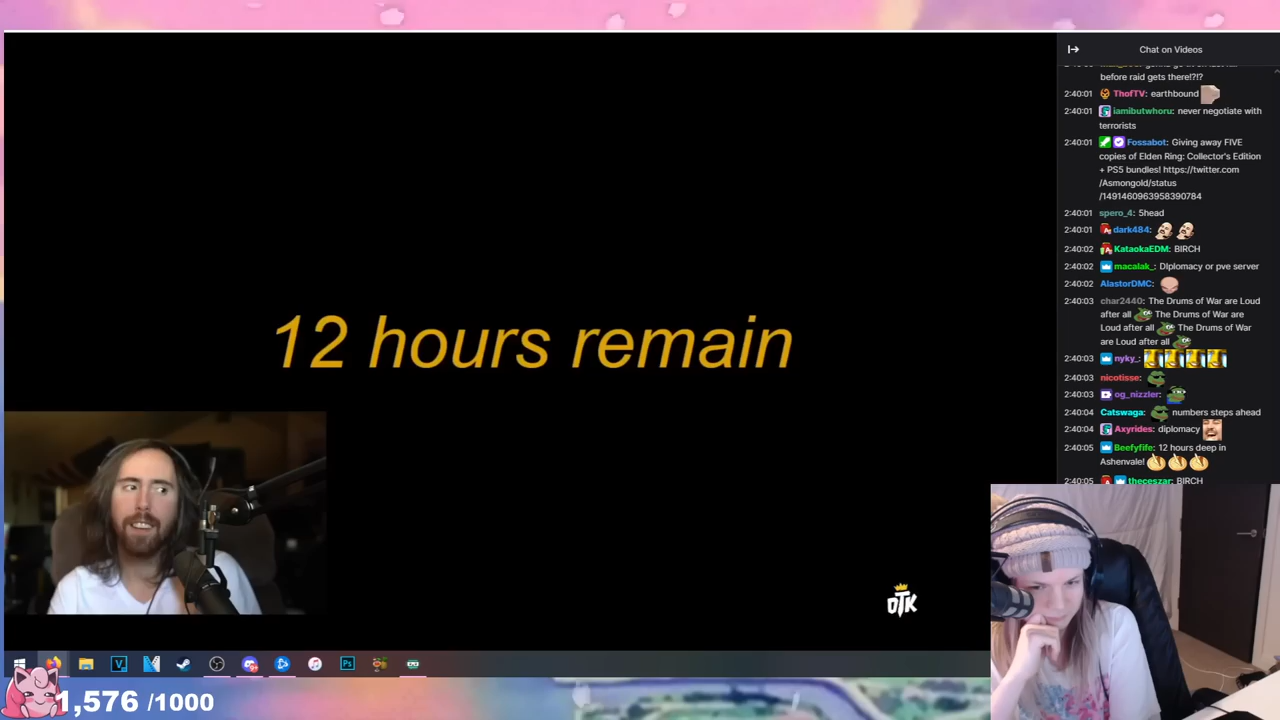 Chat on Videos
before raid gets there!?!?
2:40:01 ThofTV: earthbound
2:40:01 iamibutwhoru: never negotiate with
terrorists
2:40:01 Fossabot: Giving away FIVE
copies of Elden Ring: Collector's Edition
+ PS5 bundles! https://twitter.com
/Asmongold/status
/1491460963958390784
2:40:01 spero_4: 5head
2:40:01 dark484:
2:40:02 KataokaEDM: BIRCH
2:40:02 macalak_: DIplomacy or pve server
2:40:02 AlastorDMC:
2:40:03 char2440: The Drums of War are Loud
after all The Drums of War are
Loud after all The Drums of War
are Loud after all
2:40:03 nyky_:
2:40:03 nicotisse:
2:40:03 og_nizzler:
2:40:04 Catswaga: numbers steps ahead
2:40:04 Axyrides: diplomacy
2:40:05 Beefyfife: 12 hours deep in
Ashenvale!
2:40:05 theceszar: BIRCH
12 hours remain
OTK
V
Ps
1,576 /1000